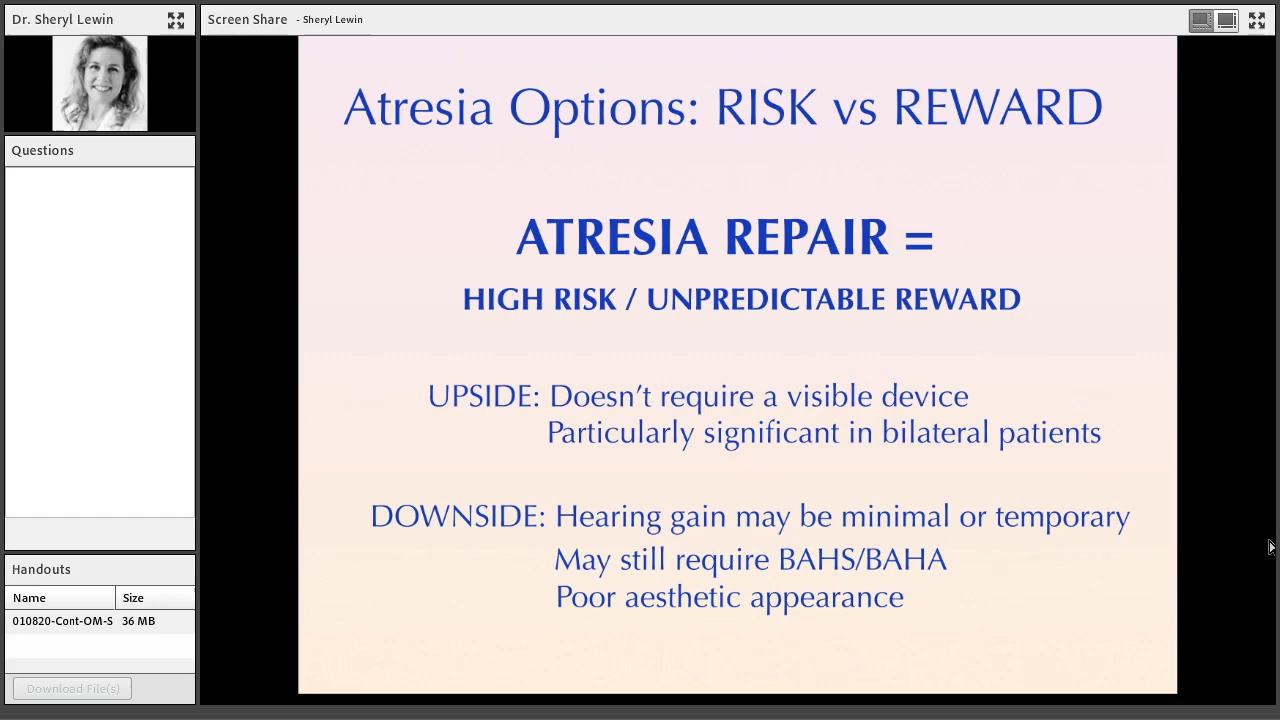 Dr. Sheryl Lewin
Screen Share - Sheryl Lewin
Questions
Handouts
Name Size
010820-Cont-OM-S 36 MB
Download File(s)
Atresia Options: RISK vs REWARD
ATRESIA REPAIR =
HIGH RISK / UNPREDICTABLE REWARD
UPSIDE: Doesn’t require a visible device
Particularly significant in bilateral patients
DOWNSIDE: Hearing gain may be minimal or temporary
May still require BAHS/BAHA
Poor aesthetic appearance